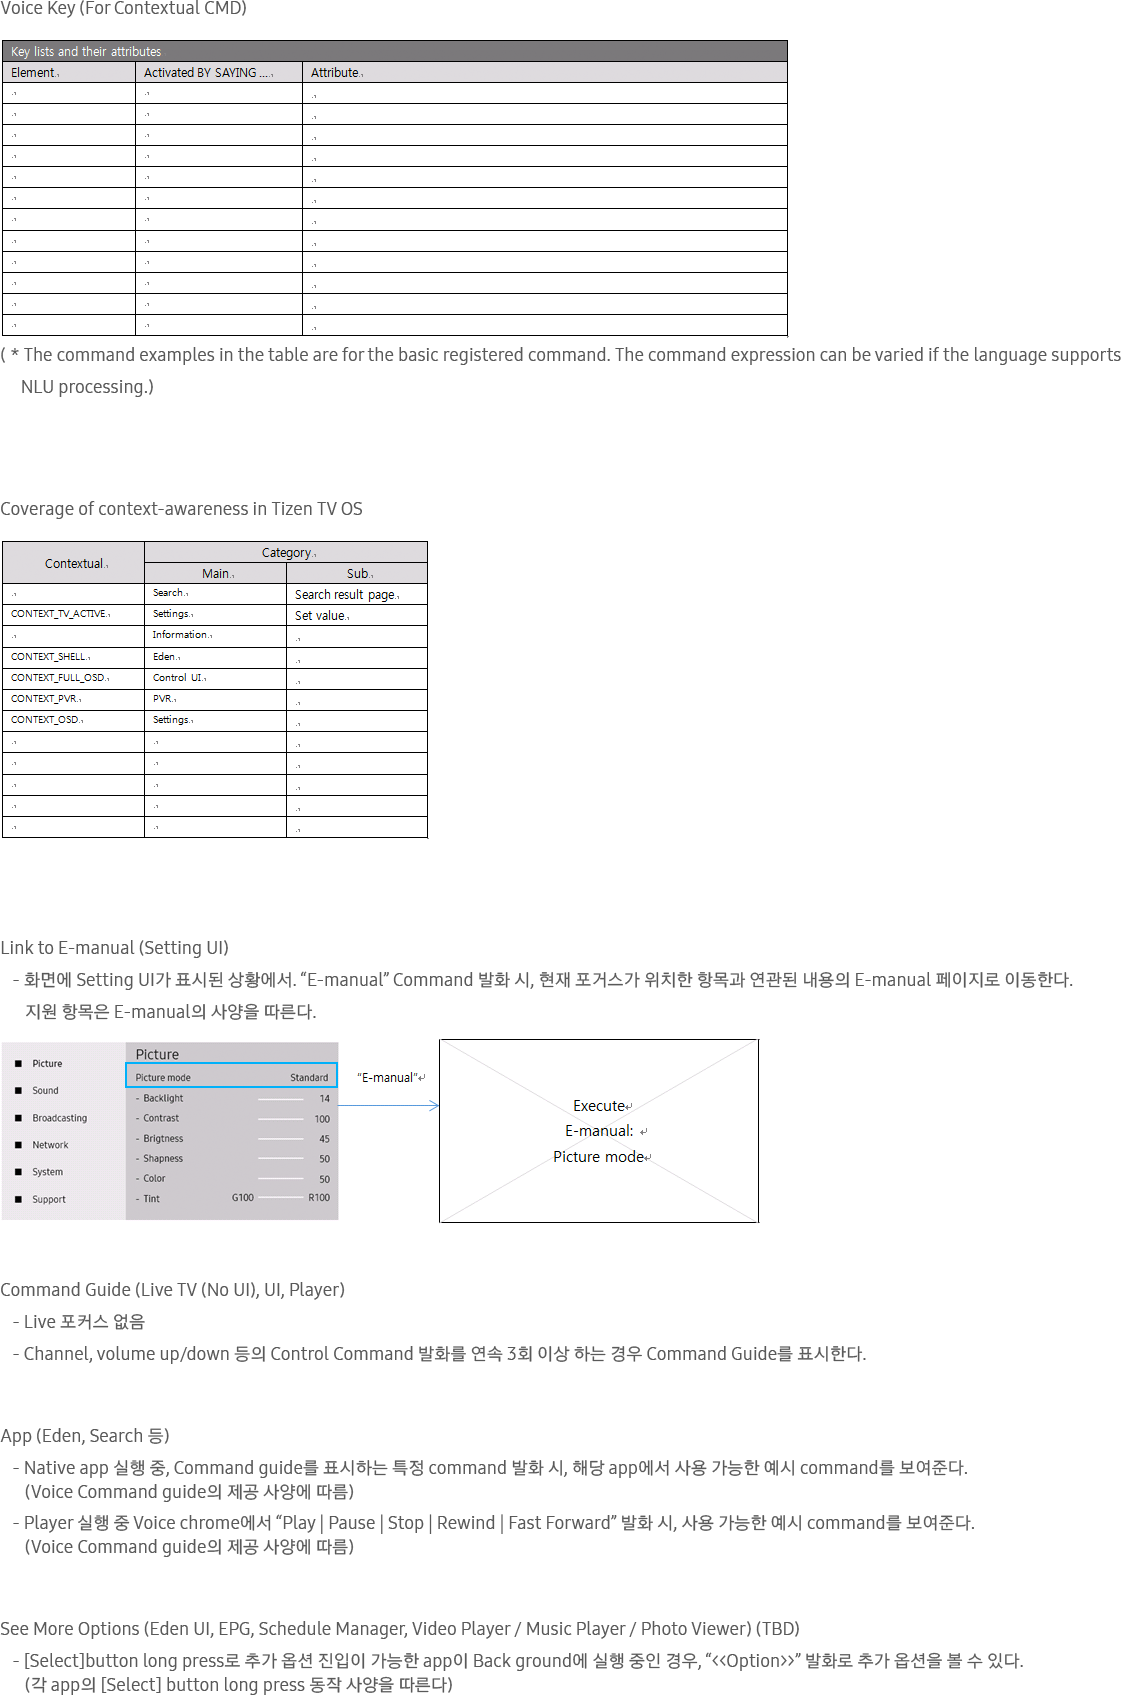 Voice Key (For Contextual CMD)
Key lists and their attributes
Element Activated BY SAYING ... Attribute
( * The command examples in the table are for the basic registered command. The command expression can be varied if the language supports
NLU processing.)
Coverage of context-awareness in Tizen TV OS
Contextual Category
Main Sub
Search Search result page
CONTEXT_TV_ACTIVE Settings Set value
Information
CONTEXT_SHELL Eden
CONTEXT_FULL_OSD Control UI
CONTEXT_PVR PVR
CONTEXT_OSD Settings
Link to E-manual (Setting UI)
- 화면에 Setting UI가 표시된 상황에서. “E-manual” Command 발화 시, 현재 포거스가 위치한 항목과 연관된 내용의 E-manual 페이지로 이동한다.
지원 항목은 E-manual의 사양을 따른다.
Picture
■ Picture
Picture mode Standard
"E-manual"
■ Sound
- Backlight 14
■ Broadcasting
- Contrast 100
- Brigtness 45
■ Network
- Shapness 50
■ System
- Color 50
■ Support
- Tint G100 R100
Execute
E-manual:
Picture mode
Command Guide (Live TV (No UI), UI, Player)
- Live 포커스 없음
- Channel, volume up/down 등의 Control Command 발화를 연속 3회 이상 하는 경우 Command Guide를 표시한다.
App (Eden, Search 등)
- Native app 실행 중, Command guide를 표시하는 특정 command 발화 시, 해당 app에서 사용 가능한 예시 command를 보여준다.
(Voice Command guide의 제공 사양에 따름)
- Player 실행 중 Voice chrome에서 “Play | Pause | Stop | Rewind | Fast Forward” 발화 시, 사용 가능한 예시 command를 보여준다.
(Voice Command guide의 제공 사양에 따름)
See More Options (Eden UI, EPG, Schedule Manager, Video Player / Music Player / Photo Viewer) (TBD)
- [Select]button long press로 추가 옵션 진입이 가능한 app이 Back ground에 실행 중인 경우, “<<Option>>” 발화로 추가 옵션을 볼 수 있다.
(각 app의 [Select] button long press 동작 사양을 따른다)